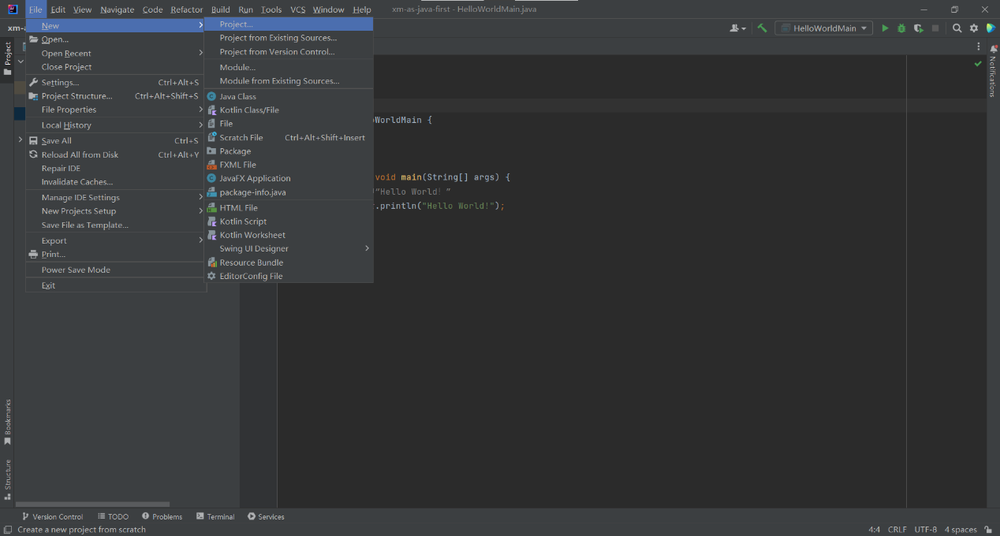 File Edit View Navigate Code Refactor Build Run Tools VCS Window Help xm-as-java-first - HelloWorldMain.java
HelloWorldMain
Project
Bookmarks
Structure
Notifications
New
Open...
Open Recent
Close Project
Settings... Ctrl+Alt+S
Project Structure... Ctrl+Alt+Shift+S
File Properties
Local History
Save All Ctrl+S
Reload All from Disk Ctrl+Alt+Y
Repair IDE
Invalidate Caches...
Manage IDE Settings
New Projects Setup
Save File as Template...
Export
Print...
Power Save Mode
Exit
Project...
Project from Existing Sources...
Project from Version Control...
Module...
Module from Existing Sources...
Java Class
Kotlin Class/File
File
Scratch File Ctrl+Alt+Shift+Insert
Package
FXML File
JavaFX Application
package-info.java
HTML File
Kotlin Script
Kotlin Worksheet
Swing UI Designer
Resource Bundle
EditorConfig File
WorldMain {
void main(String[] args) {
"Hello World! "
.println("Hello World!");
Version Control TODO Problems Terminal Services
Create a new project from scratch 4:4 CRLF UTF-8 4 spaces